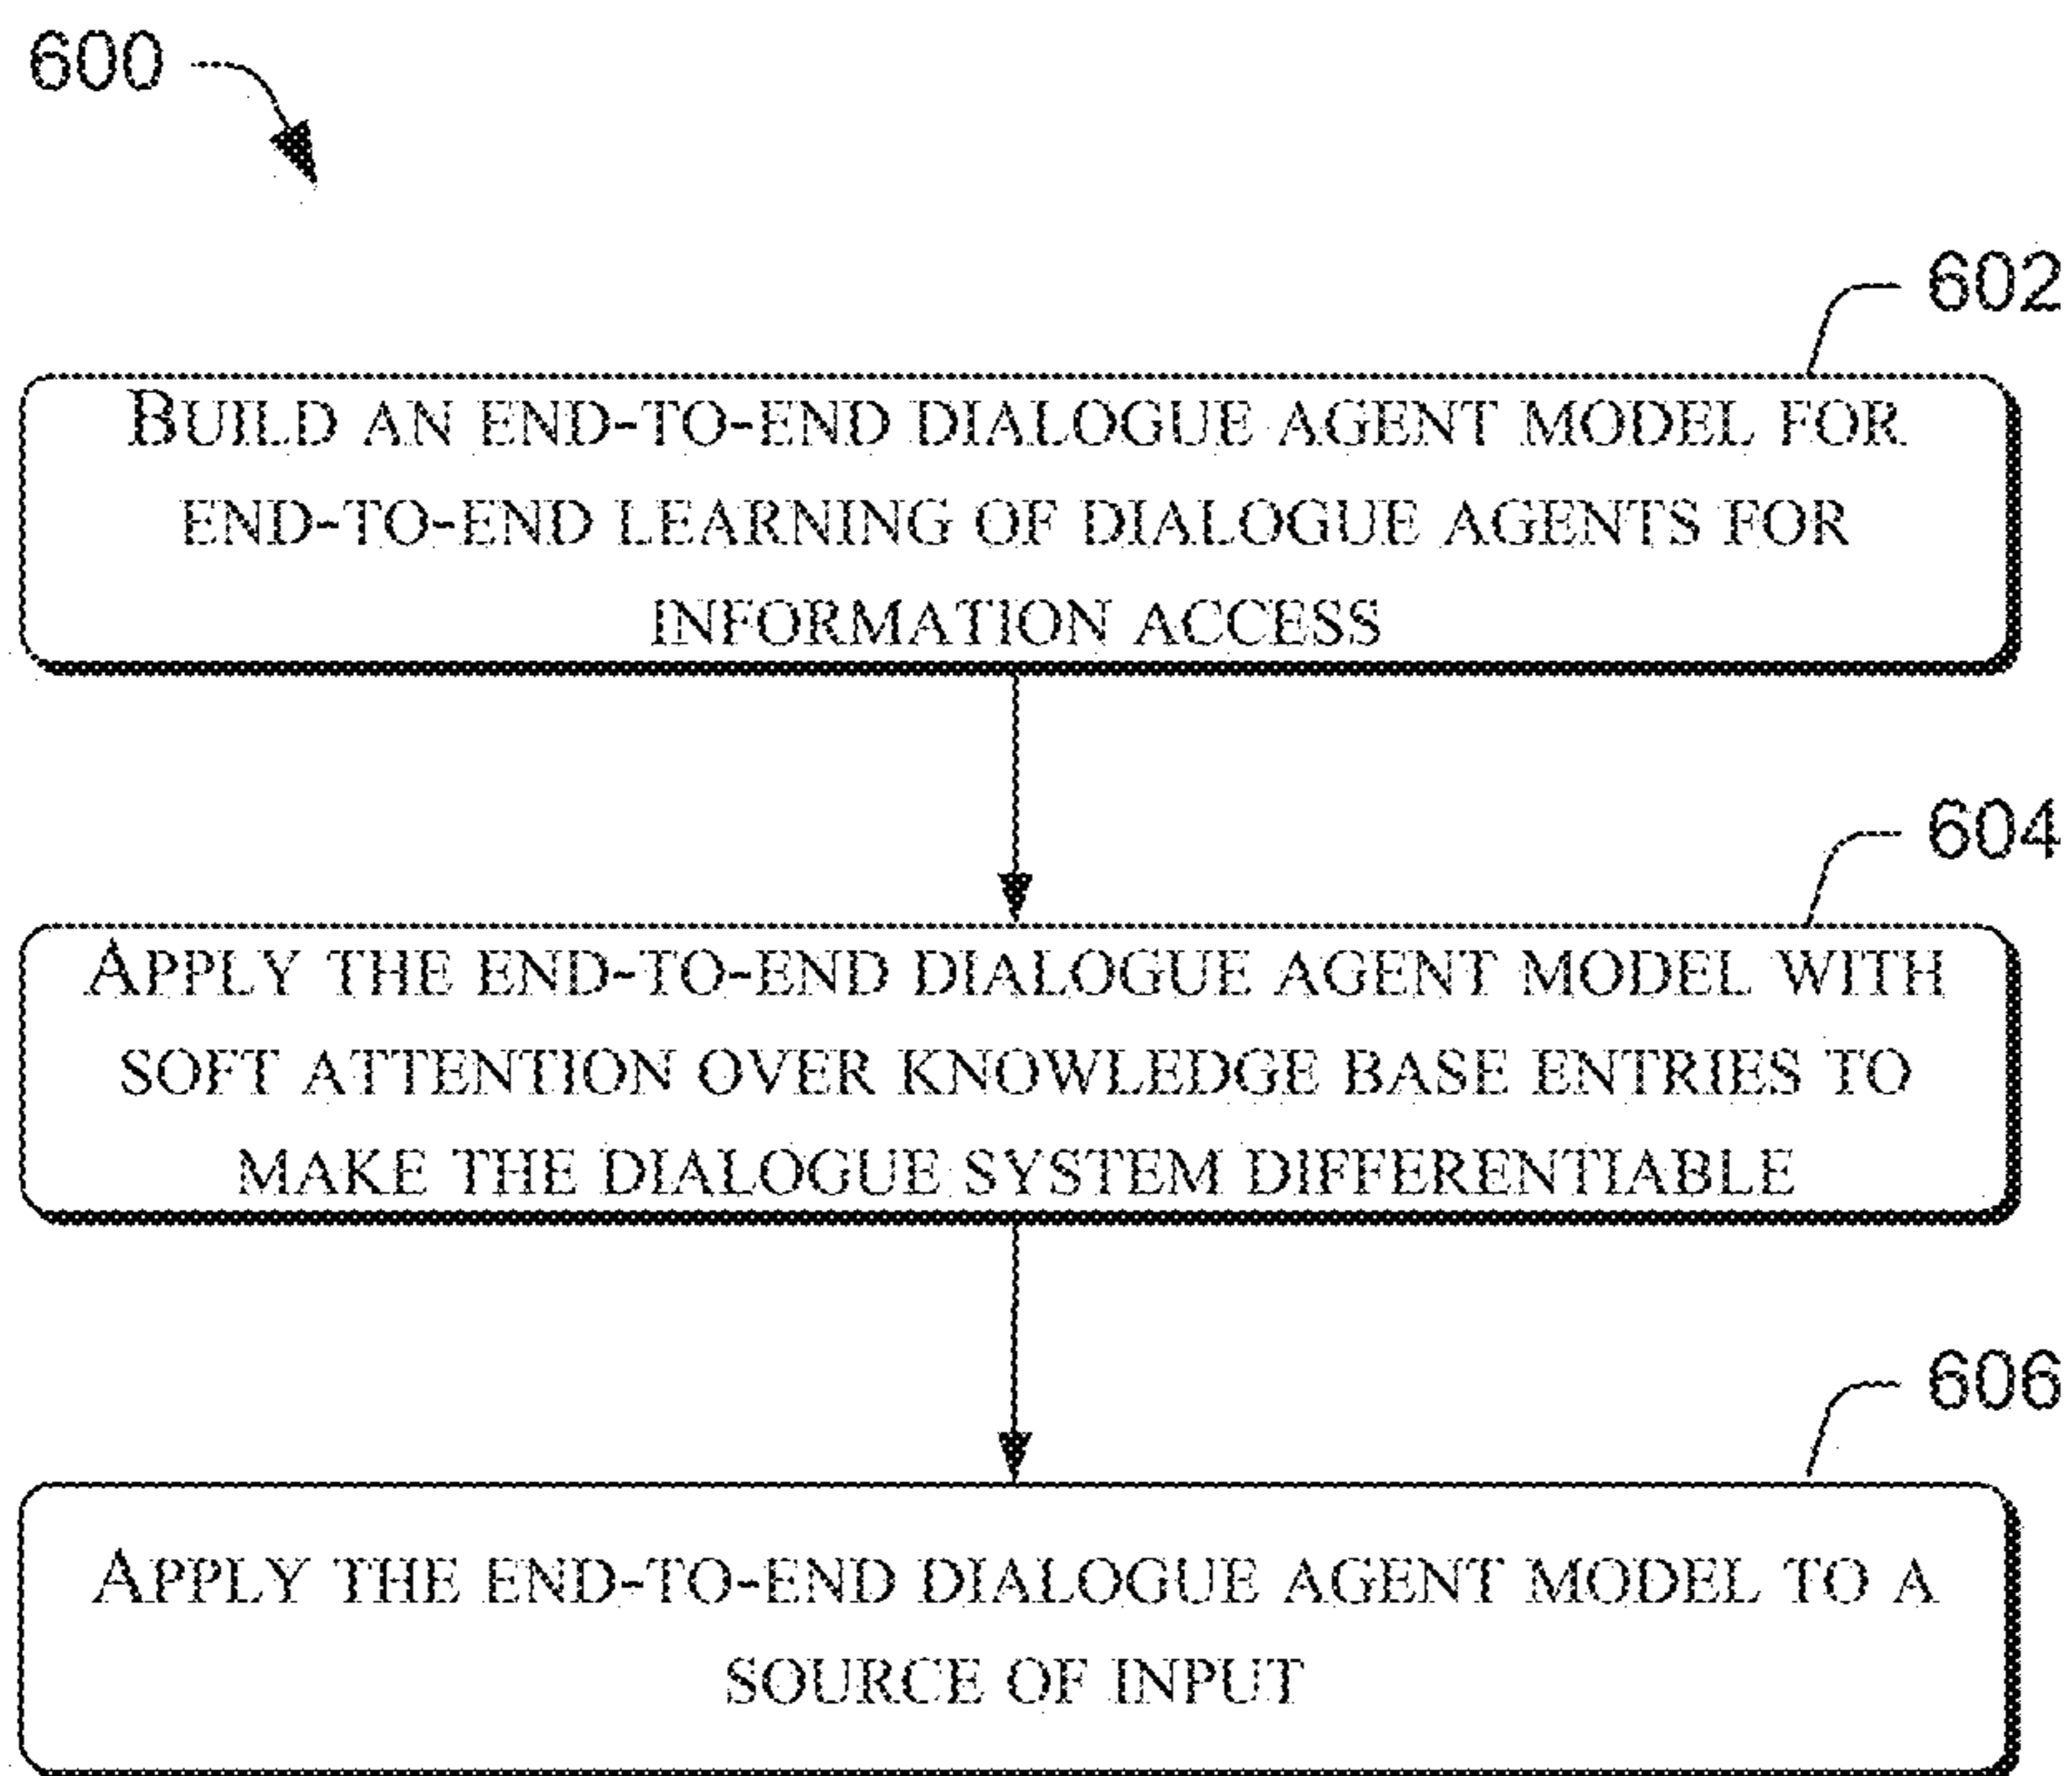 600
602
BUILD AN END-TO-END DIALOGUE AGENT MODEL FOR
END-TO-END LEARNING OF DIALOGUE AGENTS FOR
INFORMATION ACCESS
604
APPLY THE END-TO-END DIALOGUE AGENT MODEL WITH
SOFT ATTENTION OVER KNOWLEDGE BASE ENTRIES TO
MAKE THE DIALOGUE SYSTEM DIFFERENTIABLE
606
APPLY THE END-TO-END DIALOGUE AGENT MODEL TO A
SOURCE OF INPUT